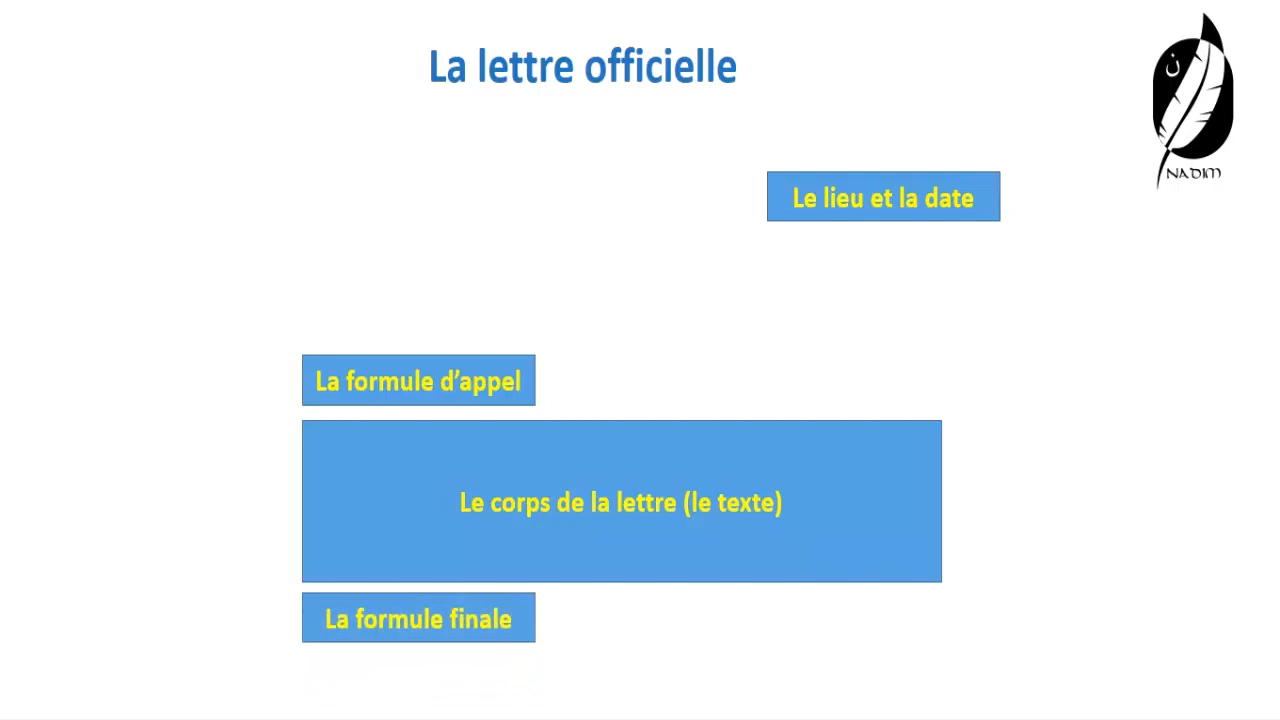 La lettre officielle
ن
NADIM
Le lieu et la date
La formule d’appel
Le corps de la lettre (le texte)
La formule finale